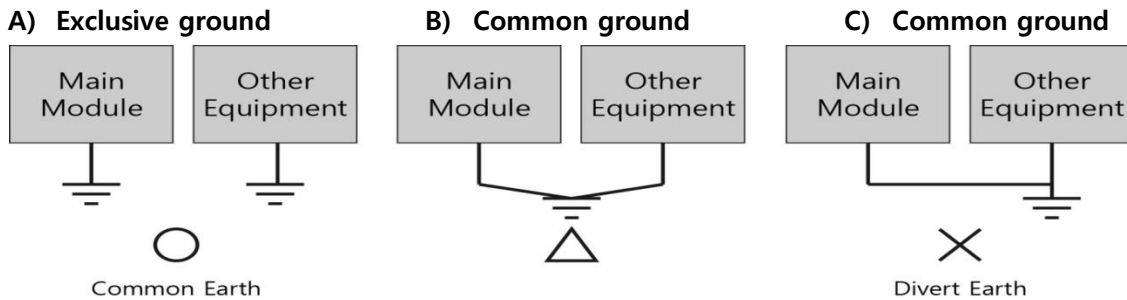 A) Exclusive ground
B) Common ground
C) Common ground
Main
Module
Other
Equipment
Main
Module
Other
Equipment
Main
Module
Other
Equipment
Common Earth
Divert Earth